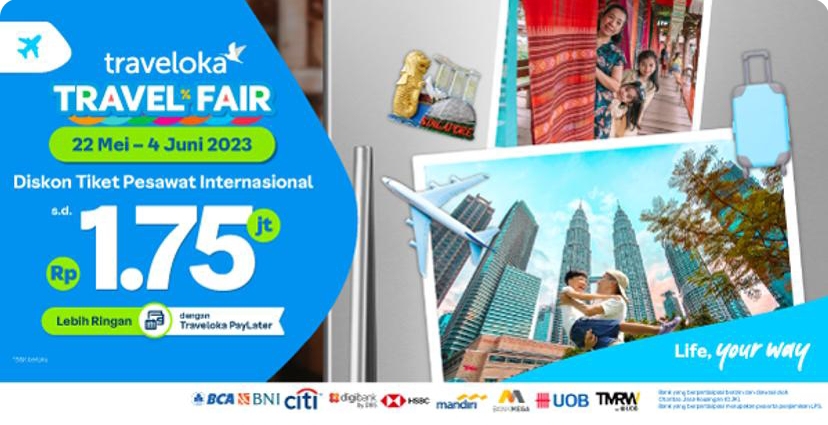 traveloka
TRAVEL FAIR
22 Mei – 4 Juni 2023
Diskon Tiket Pesawat Internasional
s.d.
Rp 1.75 jt
Lebih Ringan dengan Traveloka PayLater
SINGAPORE
Life, your way
BCA BNI citi digibank by DBS HSBC mandiri BANK MEGA UOB TMRW by UOB